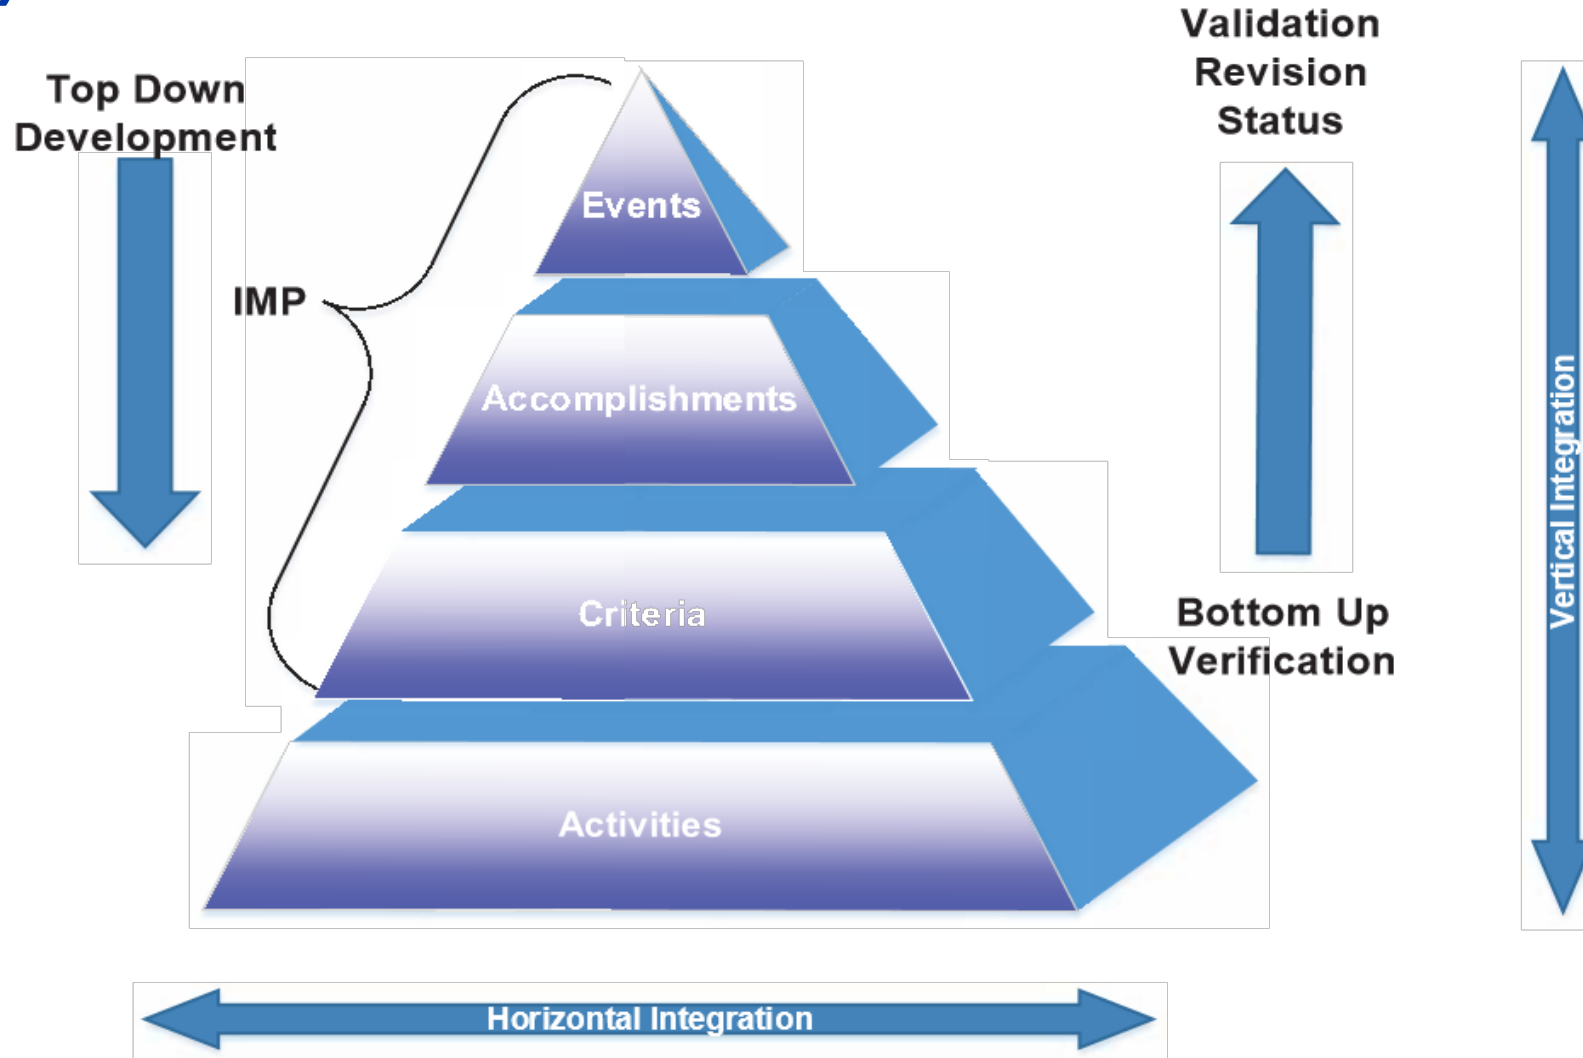 Top Down
Development
Validation
Revision
Status
Events
IMP
Accomplishments
Criteria
Bottom Up
Verification
Activities
Vertical Integration
Horizontal Integration